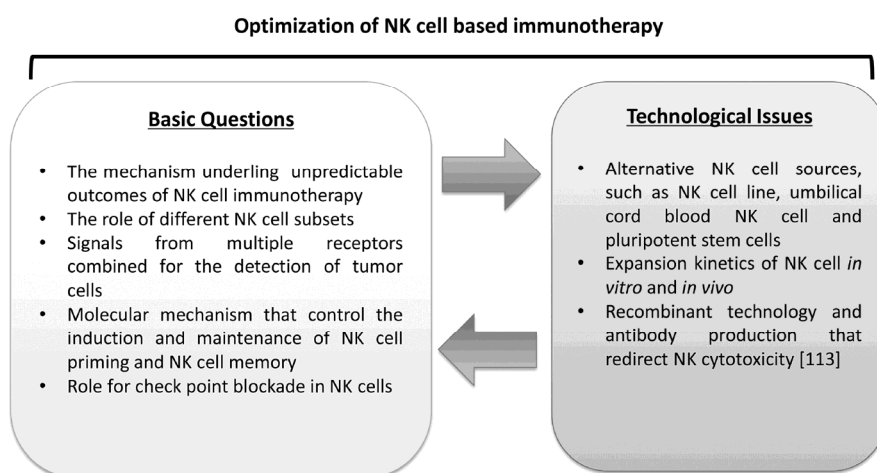 Optimization of NK cell based immunotherapy
Basic Questions
• The mechanism underling unpredictable
outcomes of NK cell immunotherapy
• The role of different NK cell subsets
• Signals from multiple receptors
combined for the detection of tumor
cells
• Molecular mechanism that control the
induction and maintenance of NK cell
priming and NK cell memory
• Role for check point blockade in NK cells
Technological Issues
• Alternative NK cell sources,
such as NK cell line, umbilical
cord blood NK cell and
pluripotent stem cells
• Expansion kinetics of NK cell in
vitro and in vivo
• Recombinant technology and
antibody production that
redirect NK cytotoxicity [113]